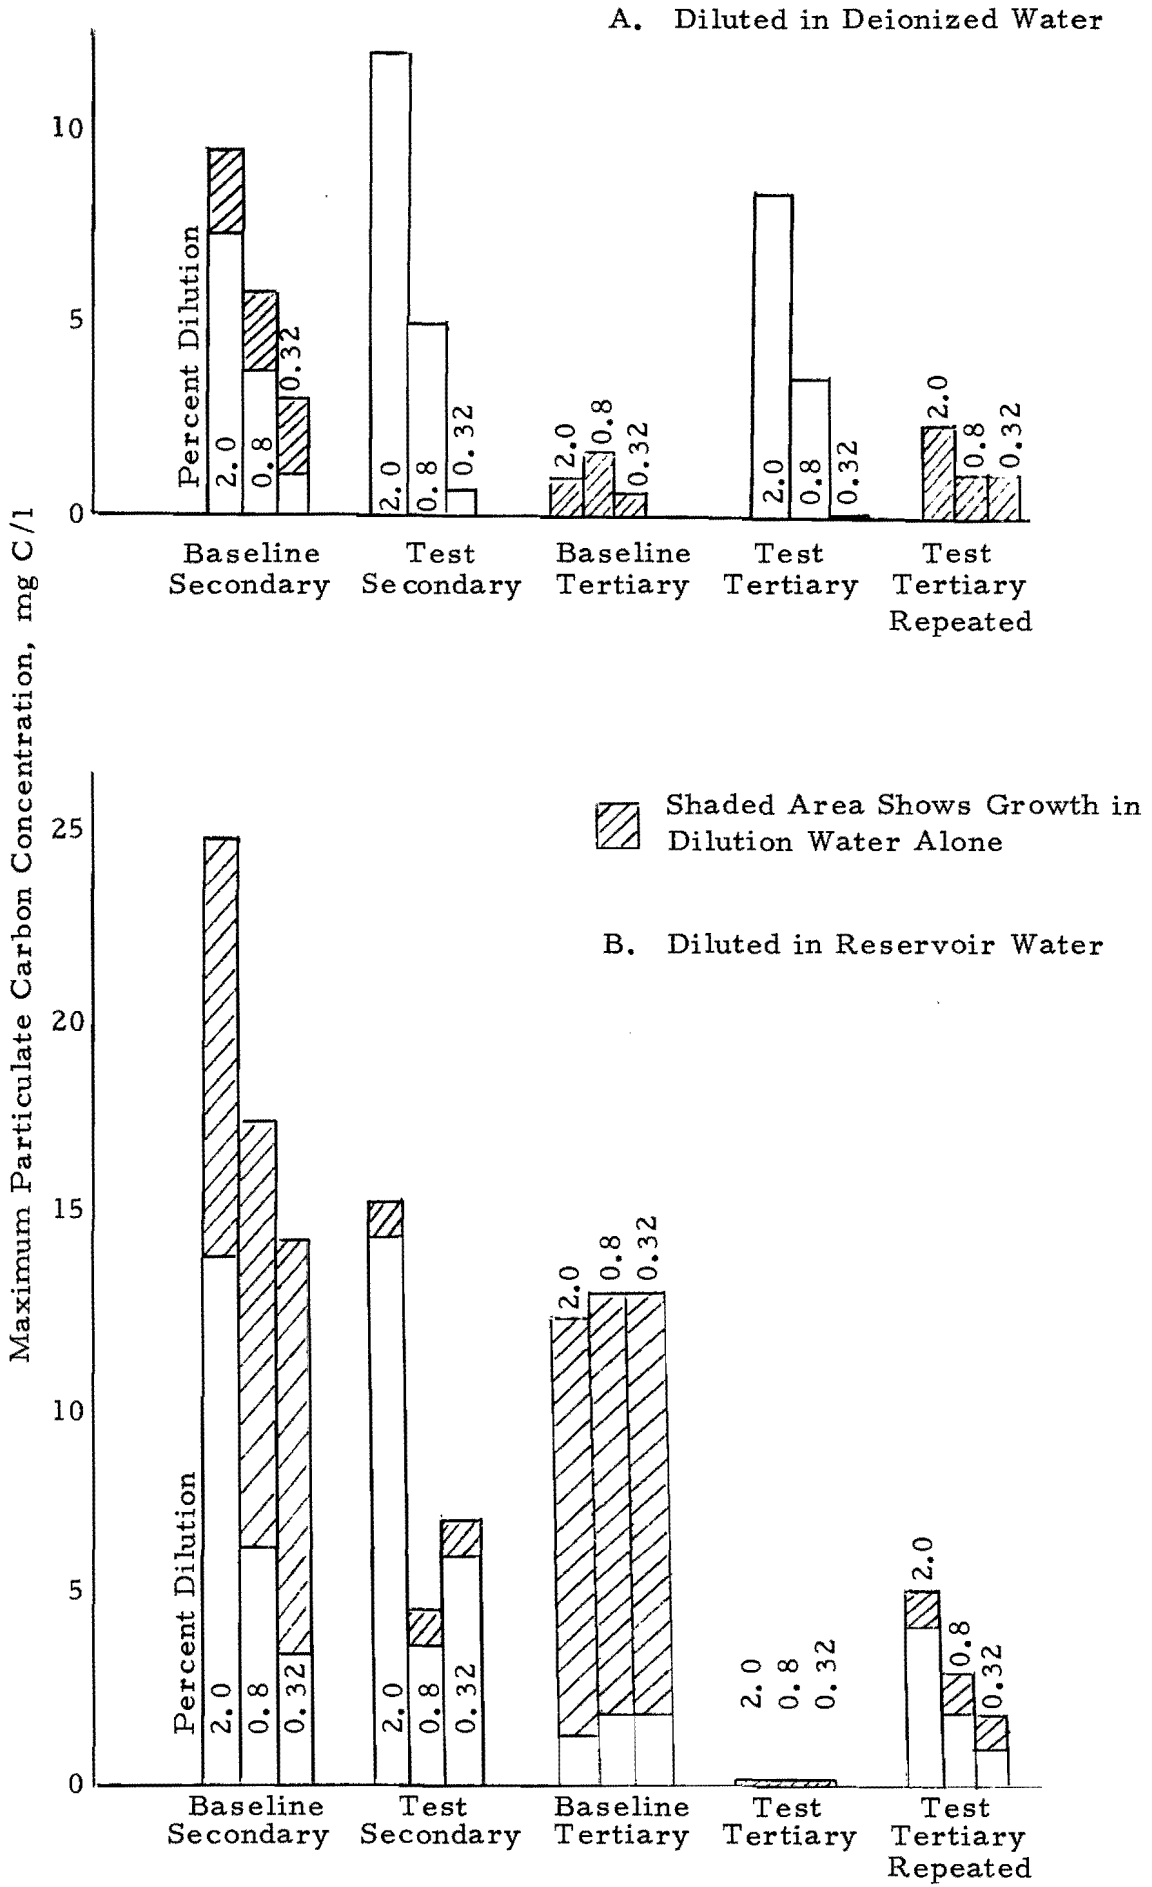 A. Diluted in Deionized Water
10
5
0
Percent Dilution
2.0
0.8
0.32
2.0
0.8
0.32
2.0
0.8
0.32
2.0
0.8
0.32
2.0
0.8
0.32
Baseline
Secondary
Test
Secondary
Baseline
Tertiary
Test
Tertiary
Test
Tertiary
Repeated
Maximum Particulate Carbon Concentration, mg C/l
Shaded Area Shows Growth in
Dilution Water Alone
B. Diluted in Reservoir Water
25
20
15
10
5
0
Percent Dilution
2.0
0.8
0.32
2.0
0.8
0.32
2.0
0.8
0.32
2.0
0.8
0.32
2.0
0.8
0.32
Baseline
Secondary
Test
Secondary
Baseline
Tertiary
Test
Tertiary
Test
Tertiary
Repeated